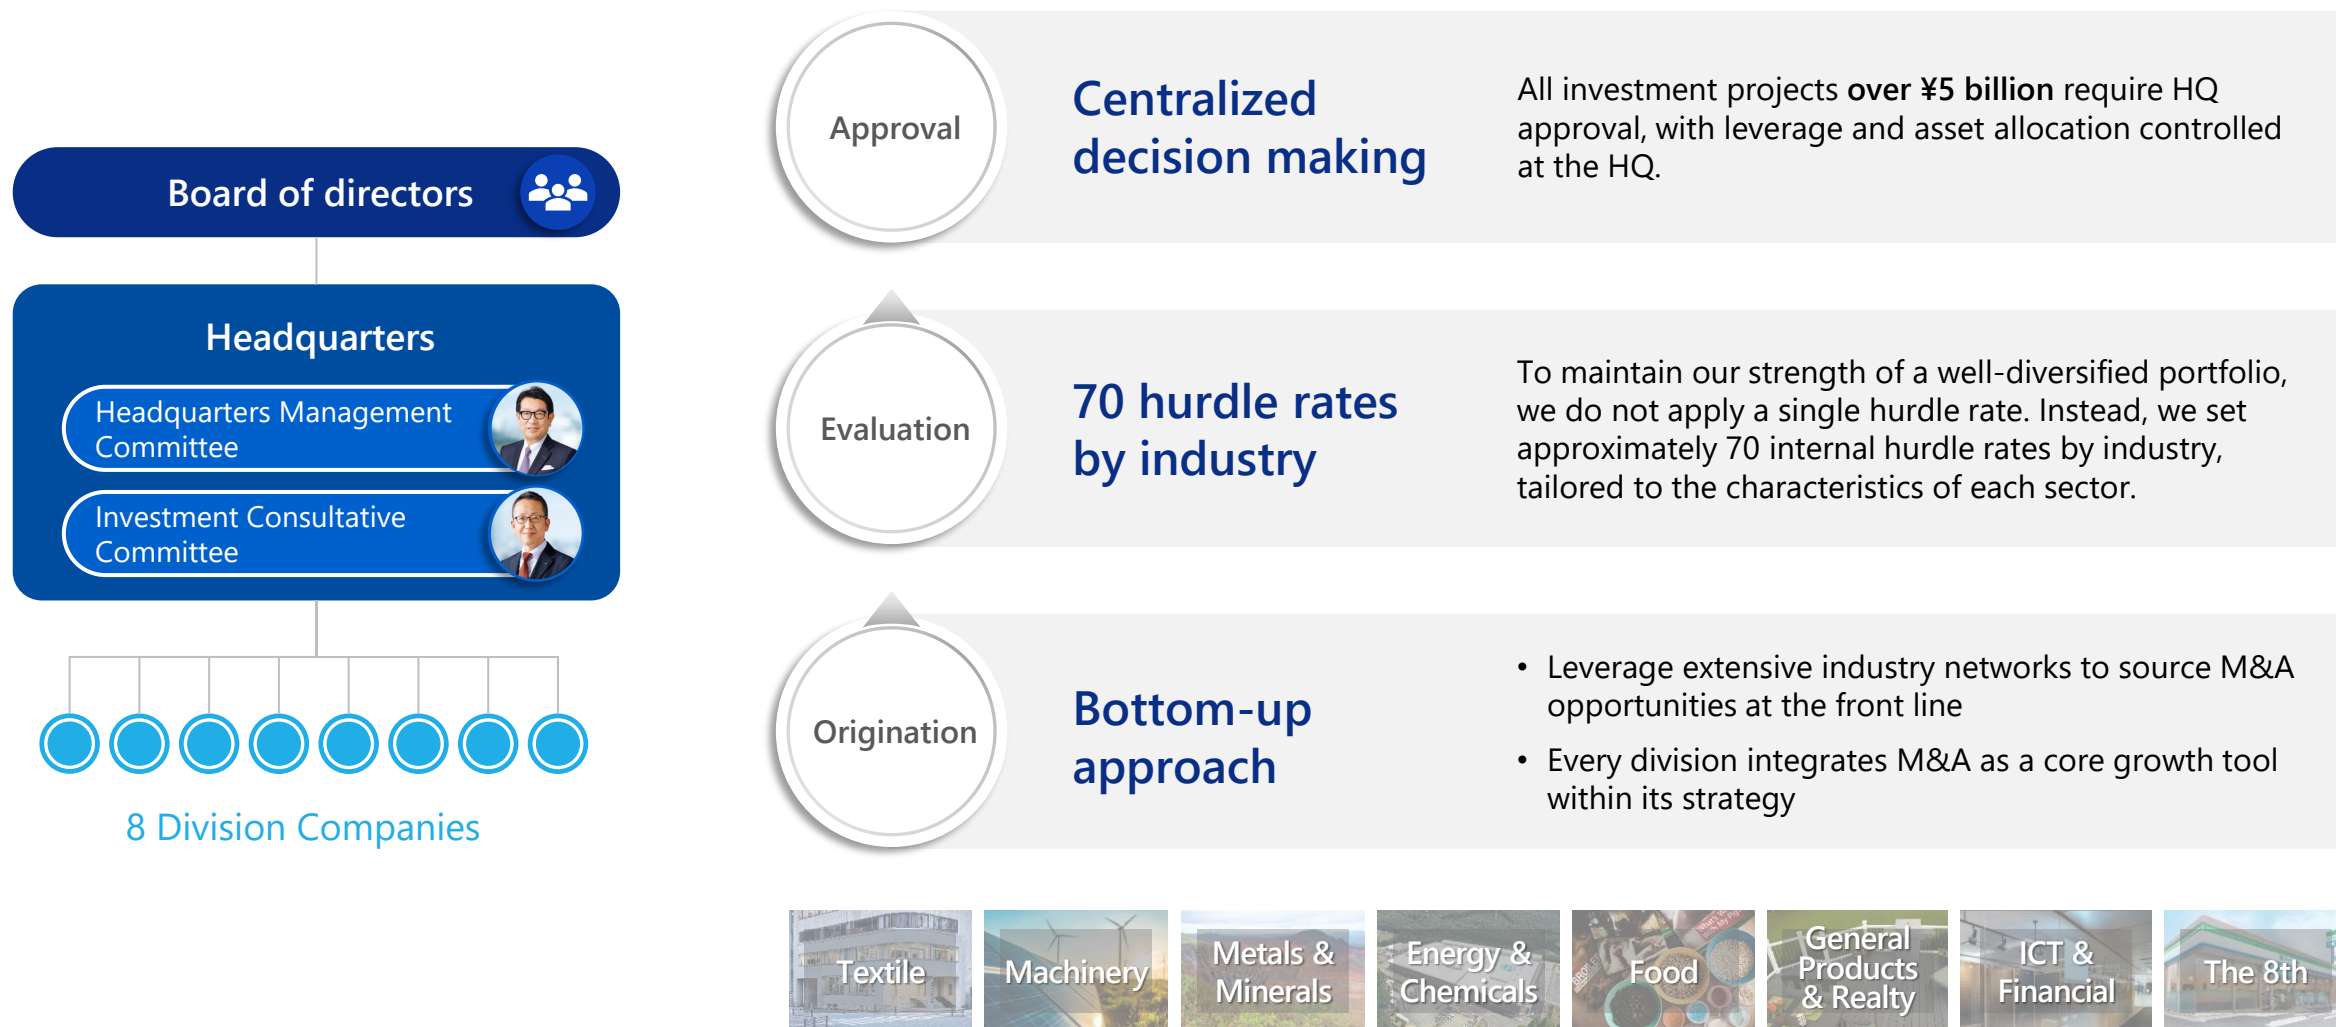 Board of directors
Headquarters
Headquarters Management
Committee
Investment Consultative
Committee
8 Division Companies
Approval
Centralized
decision making
All investment projects over ¥5 billion require HQ
approval, with leverage and asset allocation controlled
at the HQ.
Evaluation
70 hurdle rates
by industry
To maintain our strength of a well-diversified portfolio,
we do not apply a single hurdle rate. Instead, we set
approximately 70 internal hurdle rates by industry,
tailored to the characteristics of each sector.
Origination
Bottom-up
approach
• Leverage extensive industry networks to source M&A
opportunities at the front line
• Every division integrates M&A as a core growth tool
within its strategy
Textile
Machinery
Metals &
Minerals
Energy &
Chemicals
Food
General
Products
& Realty
ICT &
Financial
The 8th